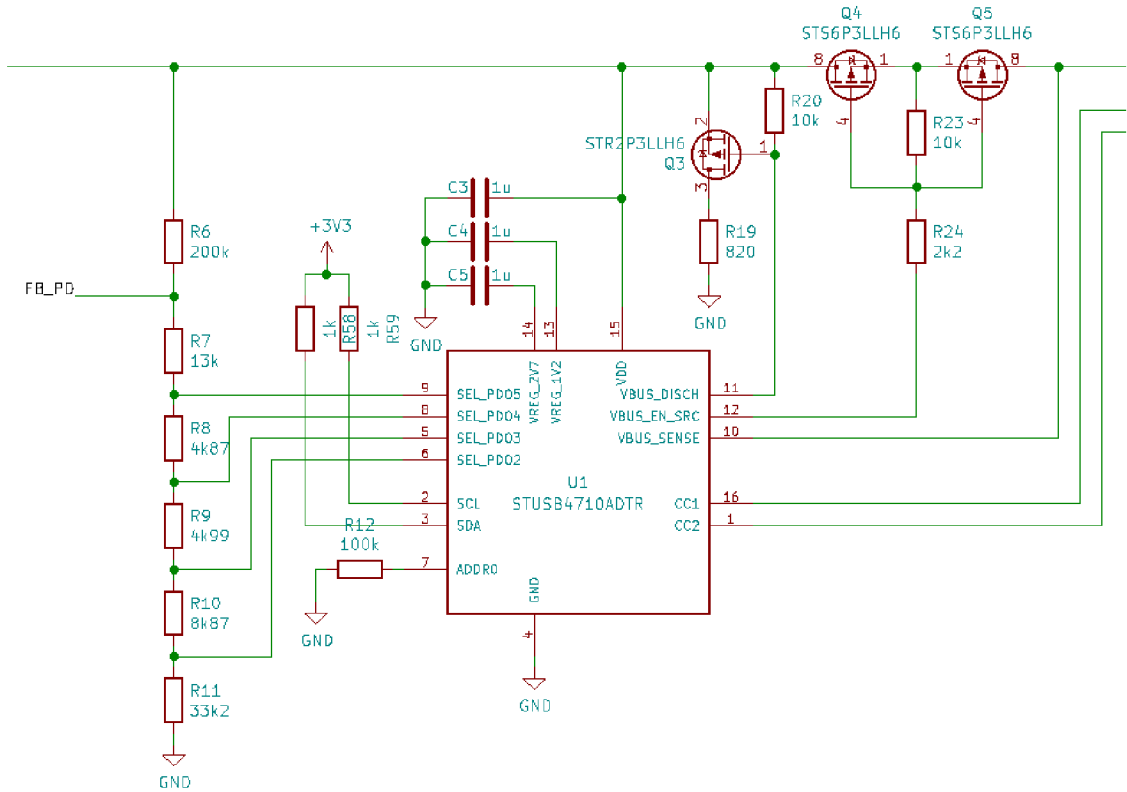 Q4
STS6P3LLH6
Q5
STS6P3LLH6
8
1
1
8
4
4
R20
10k
R23
10k
STR2P3LLH6
Q3
2
1
3
C3
1u
C4
1u
C5
1u
+3V3
R6
200k
R19
820
R24
2k2
FB_PD
GND
GND
1k
R58
1k
R59
R7
13k
14
13
15
VREG_2V7
VREG_1V2
VDD
9
SEL_PDO5
8
SEL_PDO4
5
SEL_PDO3
6
SEL_PDO2
VBUS_DISCH
11
VBUS_EN_SRC
12
VBUS_SENSE
10
R8
4k87
U1
STUSB4710ADTR
2
SCL
3
SDA
CC1
16
CC2
1
R9
4k99
R12
100k
7
ADDR0
GND
4
R10
8k87
GND
GND
R11
33k2
GND